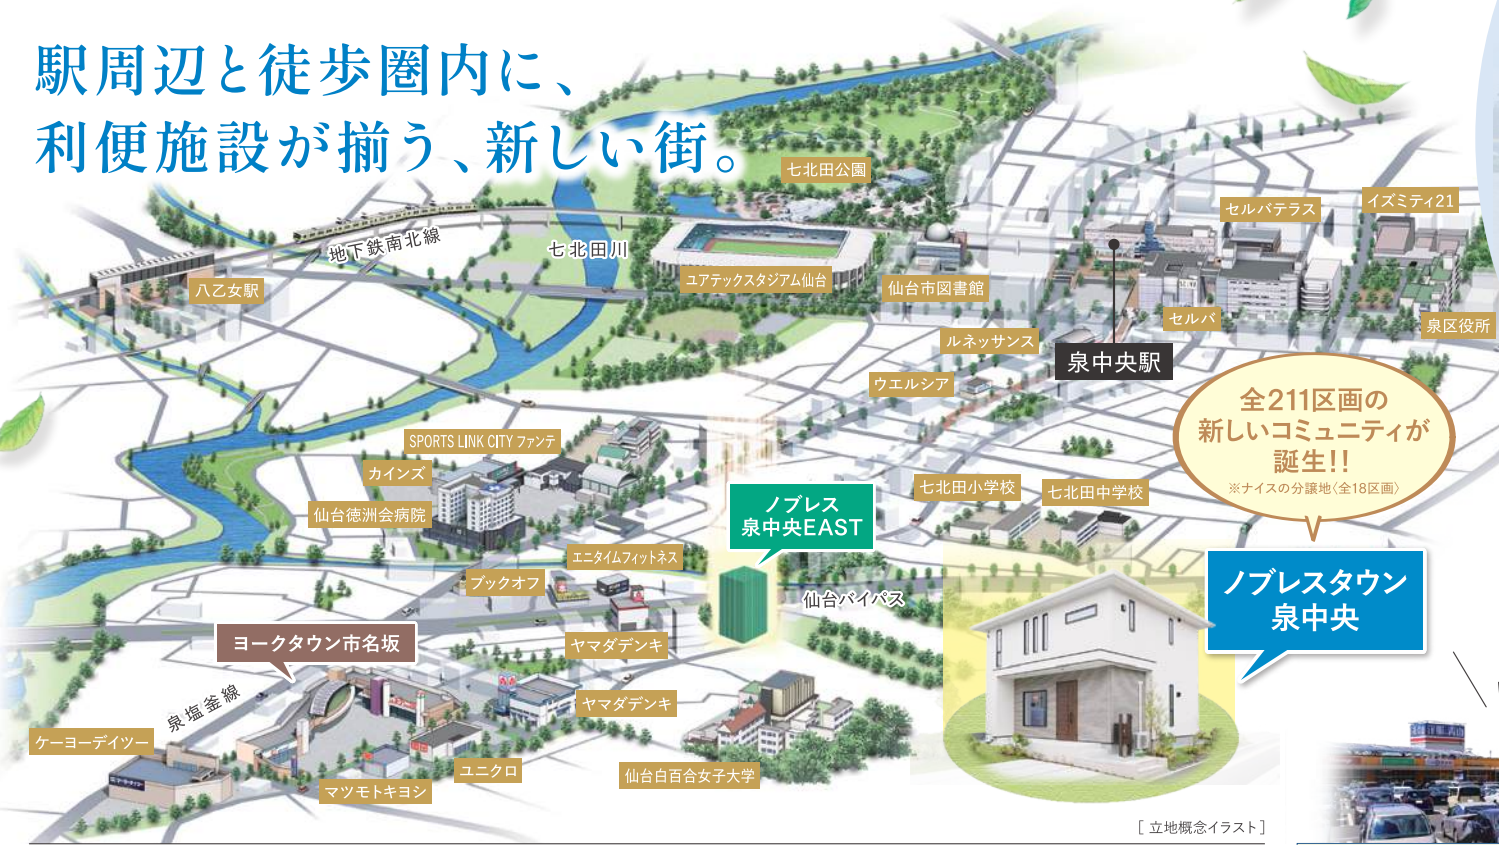 駅周辺と徒歩圏内に、
利便施設が揃う、新しい街。
七北田公園
セルバテラス
イズミティ21
地下鉄南北線
七北田川
八乙女駅
ユアテックスタジアム仙台
仙台市図書館
セルバ
泉区役所
ルネッサンス
泉中央駅
ウエルシア
全211区画の
新しいコミュニティが
誕生!!
※ナイスの分譲地〈全18区画〉
SPORTS LINK CITY ファンテ
カインズ
仙台徳洲会病院
七北田小学校
七北田中学校
ノブレス
泉中央EAST
エニタイムフィットネス
ブックオフ
仙台バイパス
ノブレスタウン
泉中央
ヨークタウン市名坂
ヤマダデンキ
泉塩釜線
ヤマダデンキ
ケーヨーデイツー
ユニクロ
仙台白百合女子大学
マツモトキヨシ
［立地概念イラスト］